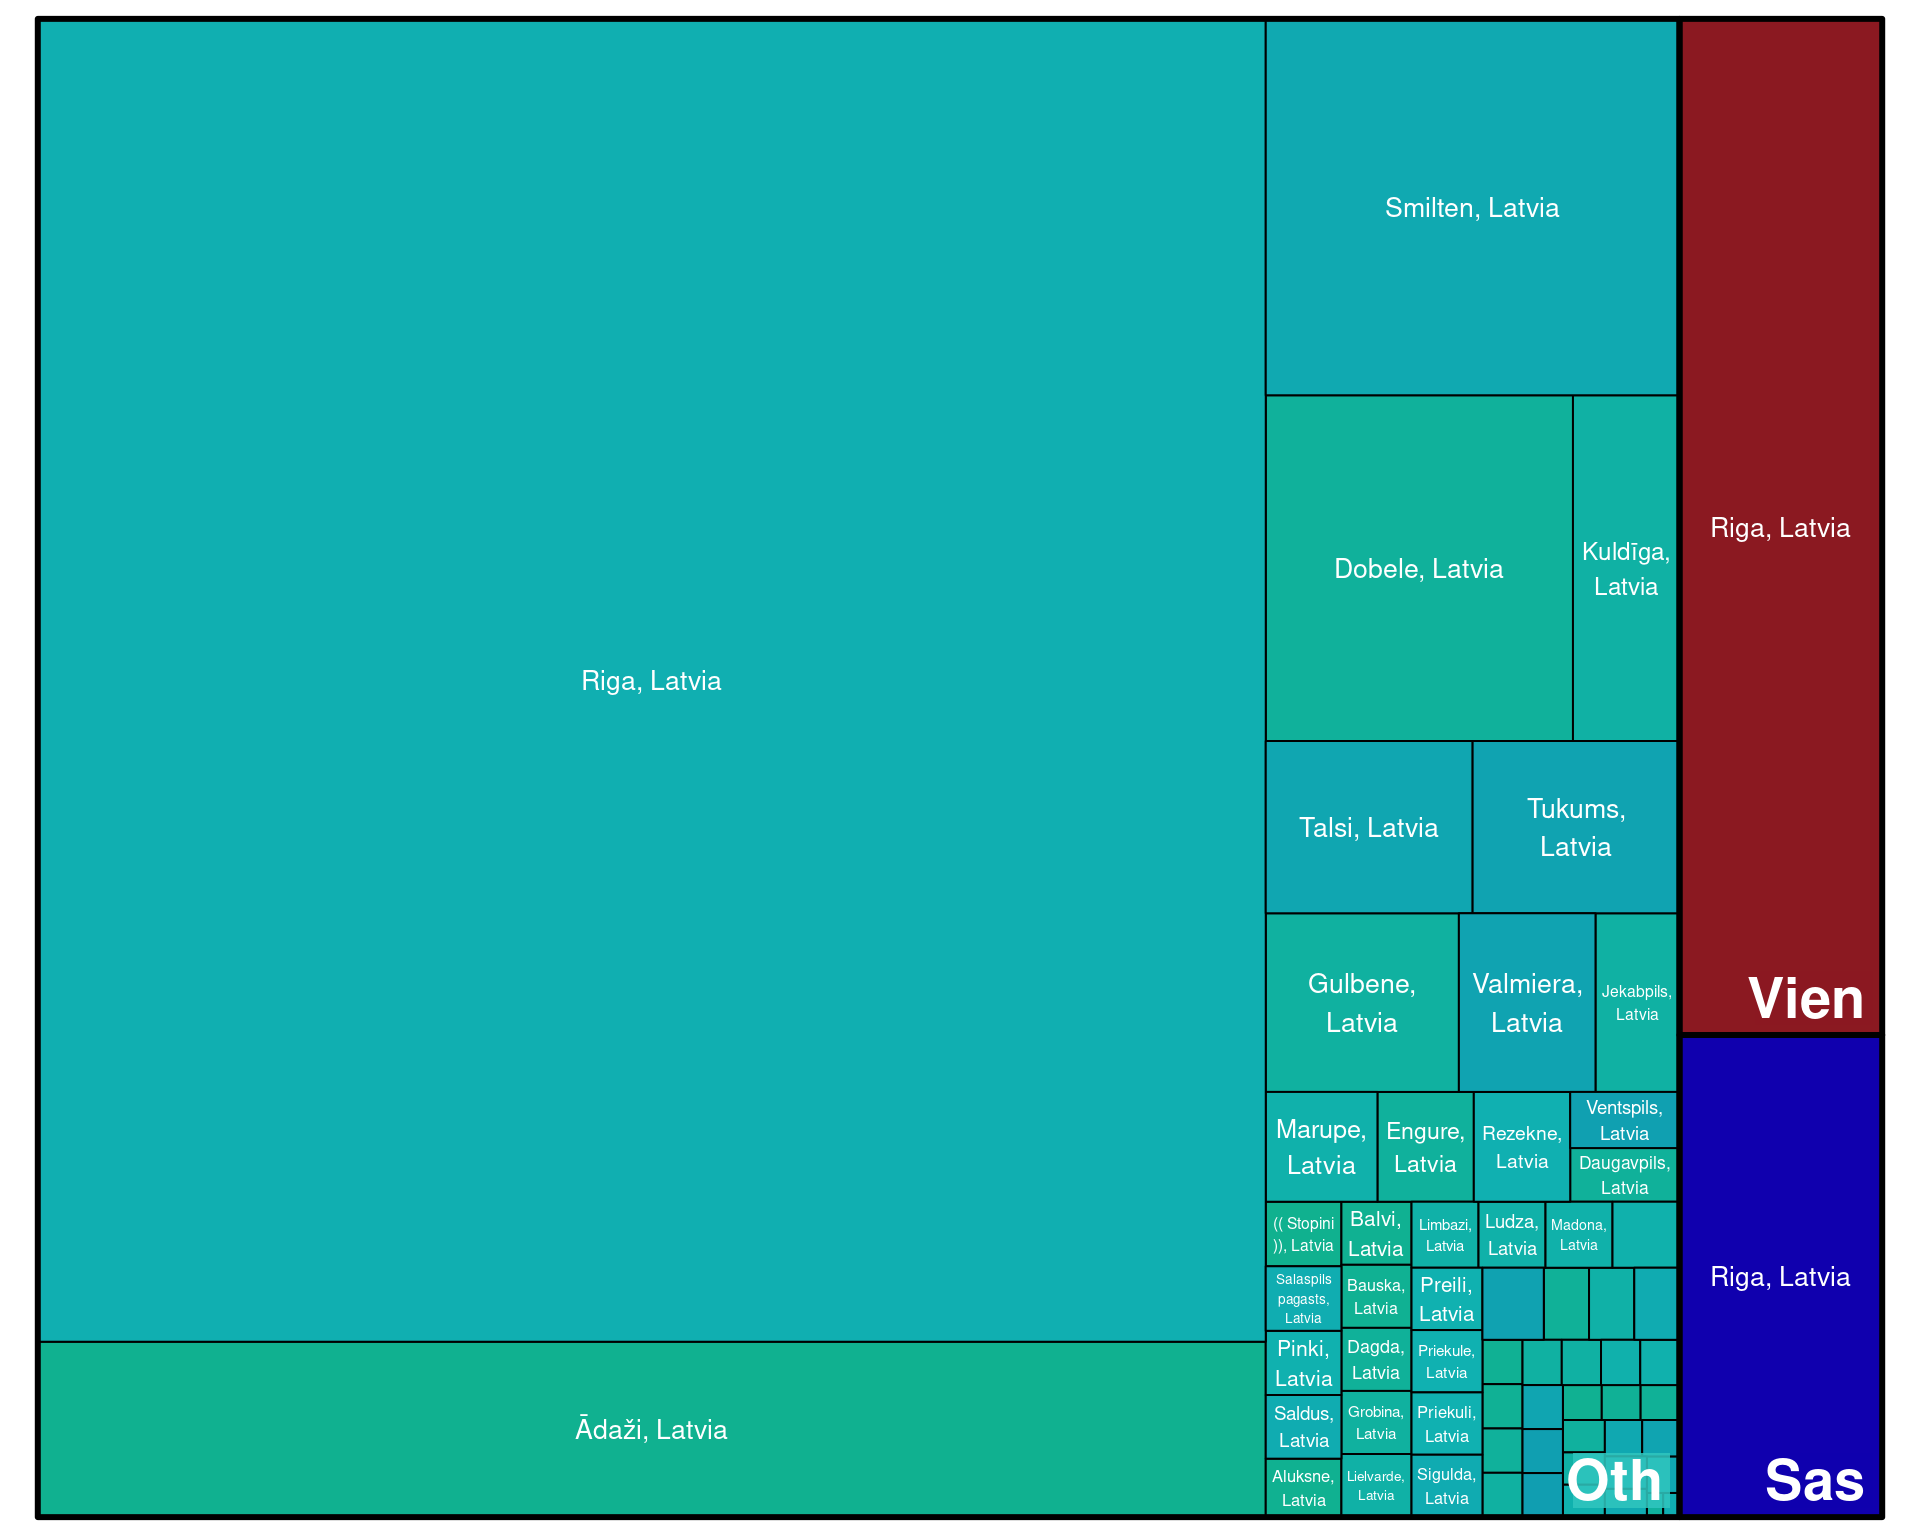 Riga, Latvia
Ādaži, Latvia
Smilten, Latvia
Dobele, Latvia
Kuldīga,
Latvia
Talsi, Latvia
Tukums,
Latvia
Gulbene,
Latvia
Valmiera,
Latvia
Jekabpils,
Latvia
Marupe,
Latvia
Engure,
Latvia
Rezekne,
Latvia
Ventspils,
Latvia
Daugavpils,
Latvia
(( Stopini
)), Latvia
Salaspils
pagasts,
Latvia
Pinki,
Latvia
Saldus,
Latvia
Aluksne,
Latvia
Balvi,
Latvia
Bauska,
Latvia
Dagda,
Latvia
Grobina,
Latvia
Lielvarde,
Latvia
Limbazi,
Latvia
Ludza,
Latvia
Madona,
Latvia
Preili,
Latvia
Priekule,
Latvia
Priekuli,
Latvia
Sigulda,
Latvia
Oth
Riga, Latvia
Vien
Riga, Latvia
Sas